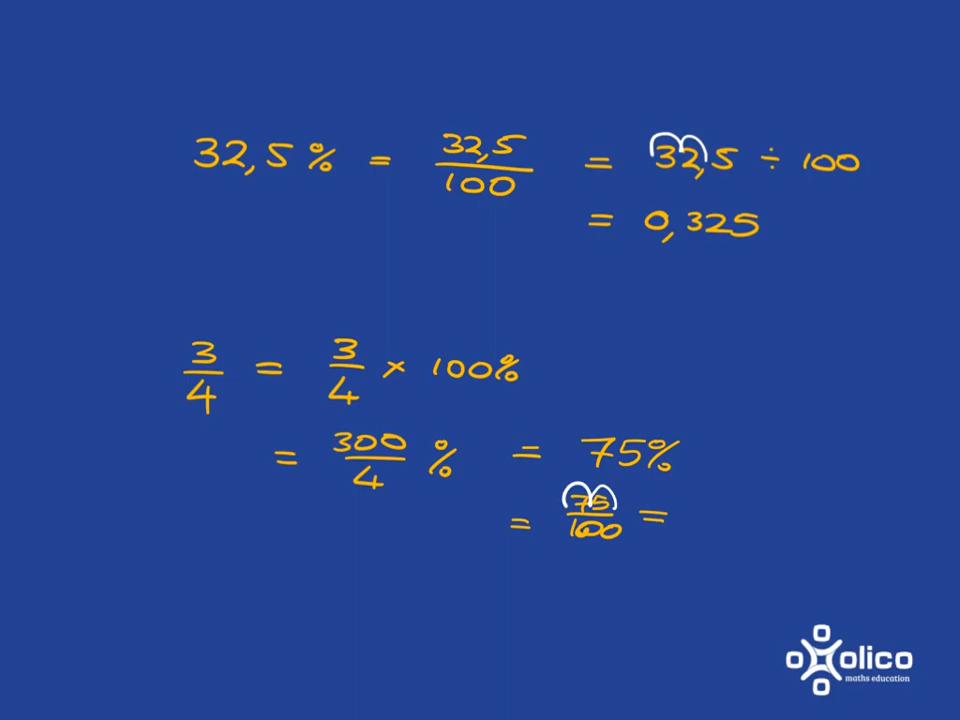 32,5 % = 32,5/100 = 32,5 ÷ 100
= 0,325
3/4 = 3/4 × 100%
= 300/4 % = 75%
= 75/100 =
olico
maths education